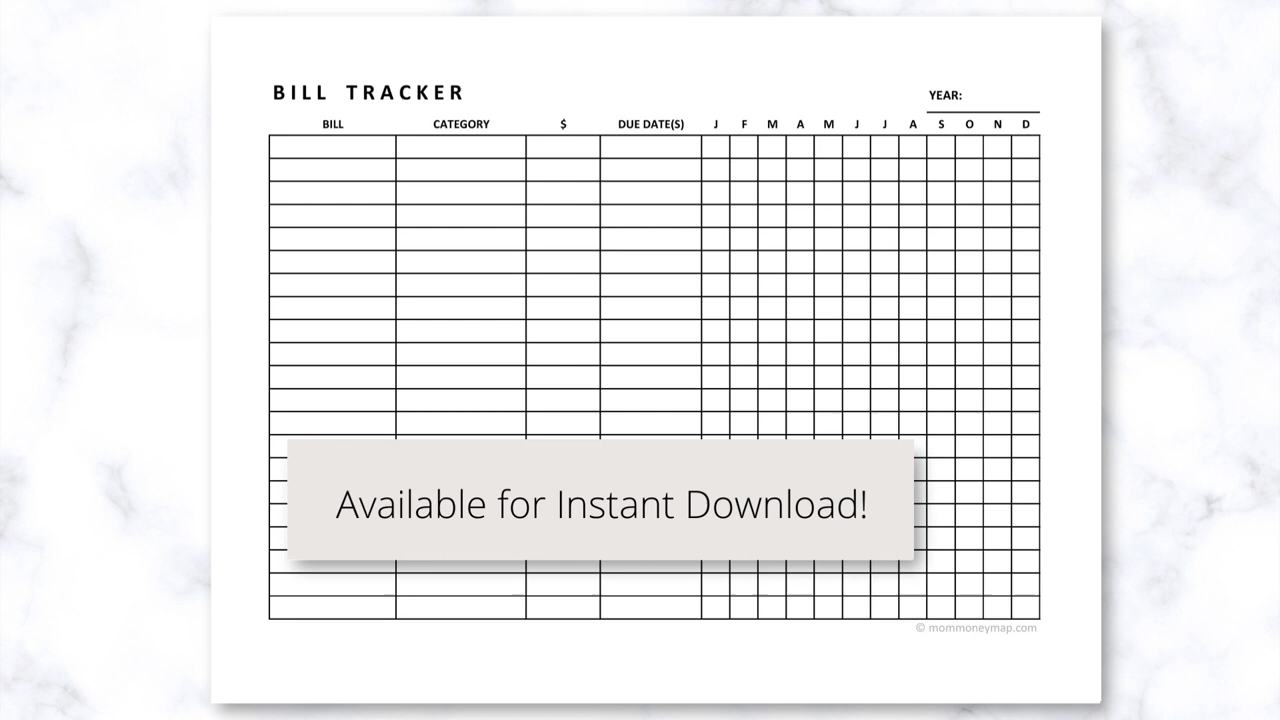 BILL TRACKER
YEAR:
BILL CATEGORY $ DUE DATE(S) J F M A M J J A S O N D
Available for Instant Download!
© mommoneymap.com